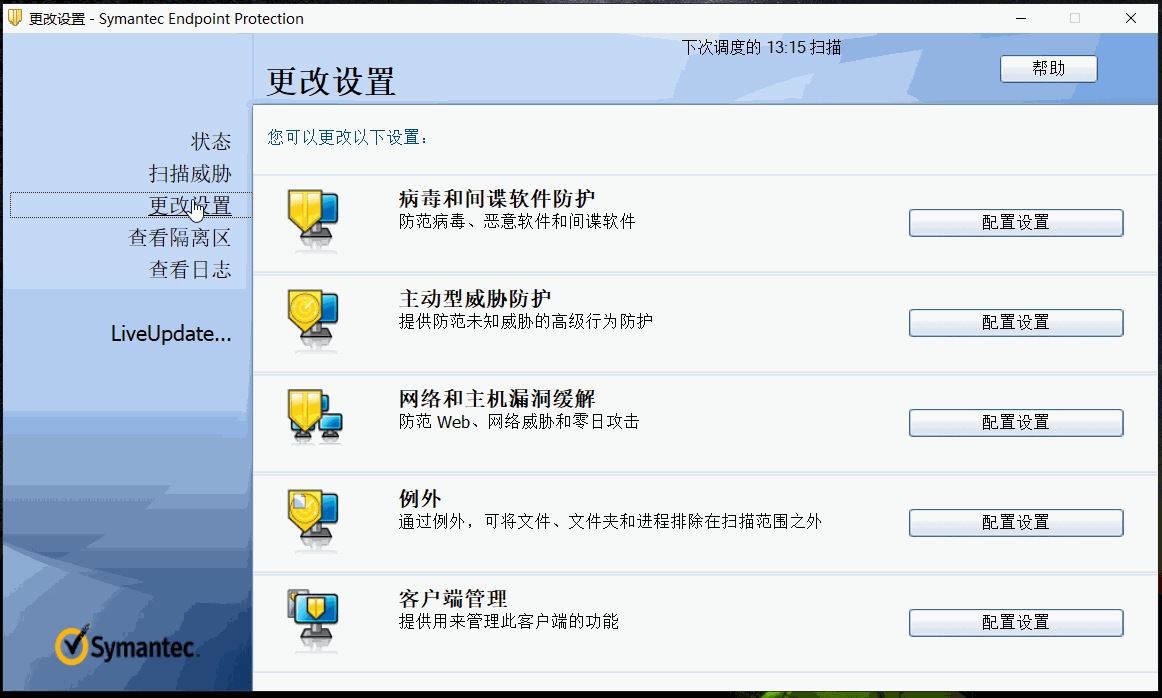 更改设置 - Symantec Endpoint Protection
下次调度的 13:15 扫描
更改设置
帮助
状态
扫描威胁
更改设置
查看隔离区
查看日志
LiveUpdate...
Symantec.
您可以更改以下设置：
病毒和间谍软件防护
防范病毒、恶意软件和间谍软件
配置设置
主动型威胁防护
提供防范未知威胁的高级行为防护
配置设置
网络和主机漏洞缓解
防范 Web、网络威胁和零日攻击
配置设置
例外
通过例外，可将文件、文件夹和进程排除在扫描范围之外
配置设置
客户端管理
提供用来管理此客户端的功能
配置设置